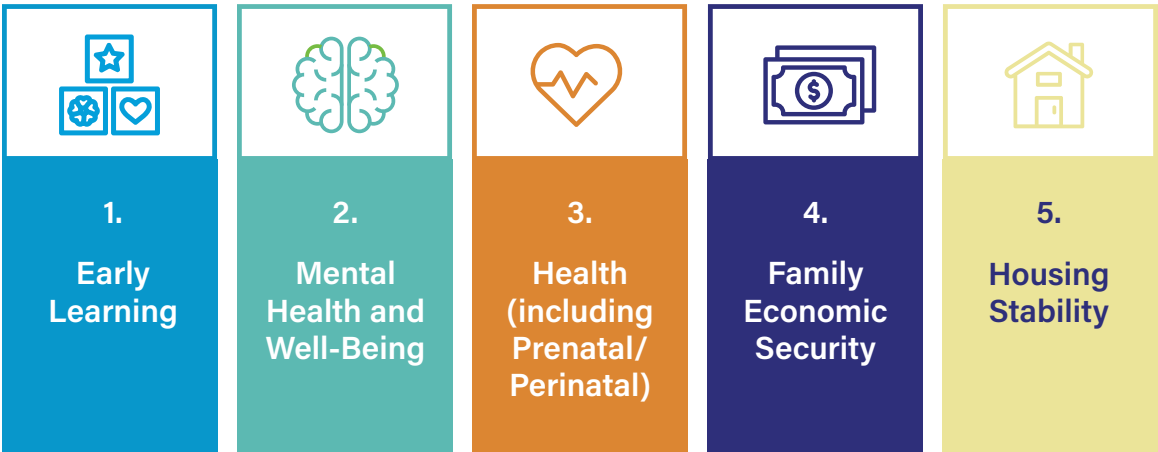 1.
Early
Learning
2.
Mental
Health and
Well-Being
3.
Health
(including
Prenatal/
Perinatal)
$
4.
Family
Economic
Security
5.
Housing
Stability